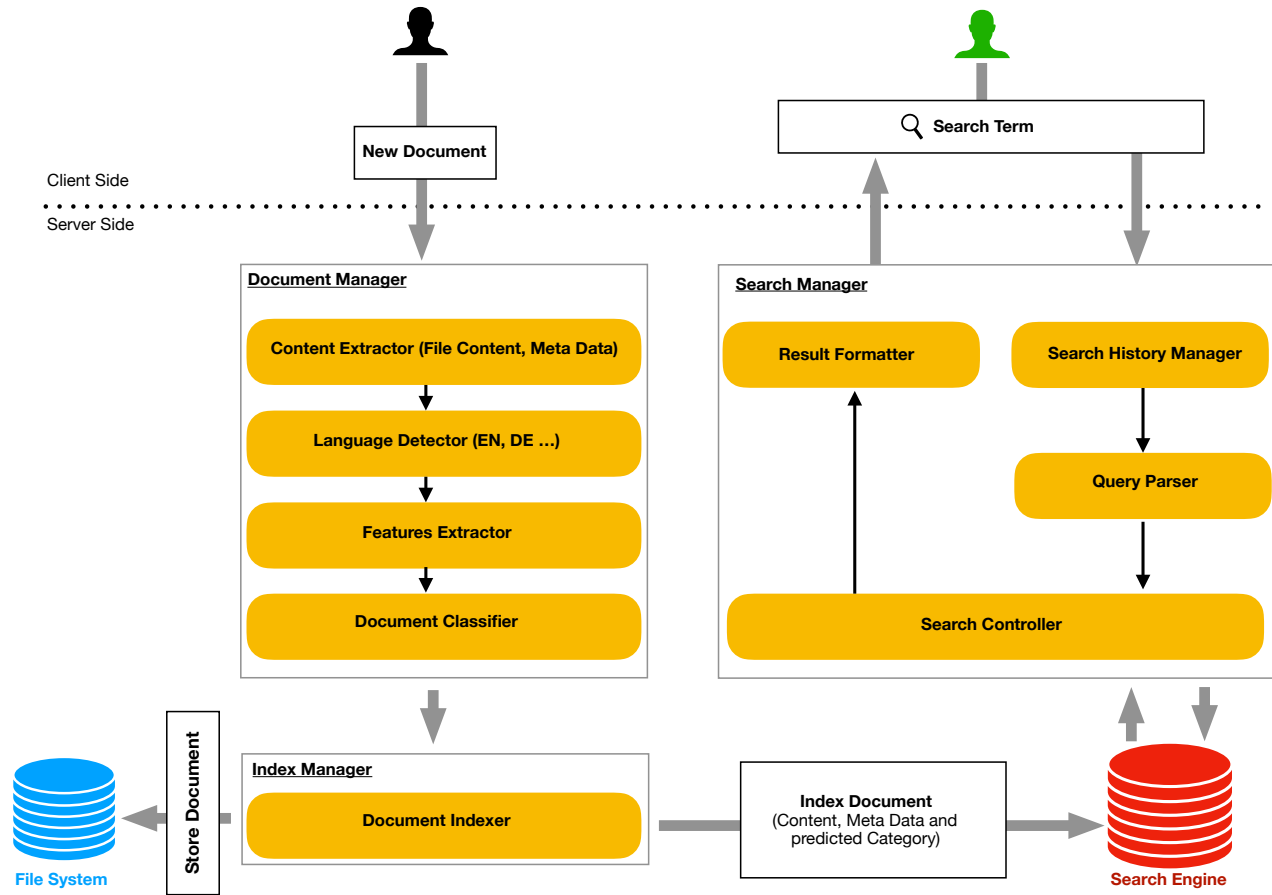 New Document
Search Term
Client Side
Server Side
Document Manager
Content Extractor (File Content, Meta Data)
Language Detector (EN, DE ...)
Features Extractor
Document Classifier
Search Manager
Result Formatter
Search History Manager
Query Parser
Search Controller
Store Document
File System
Index Manager
Document Indexer
Index Document
(Content, Meta Data and
predicted Category)
Search Engine